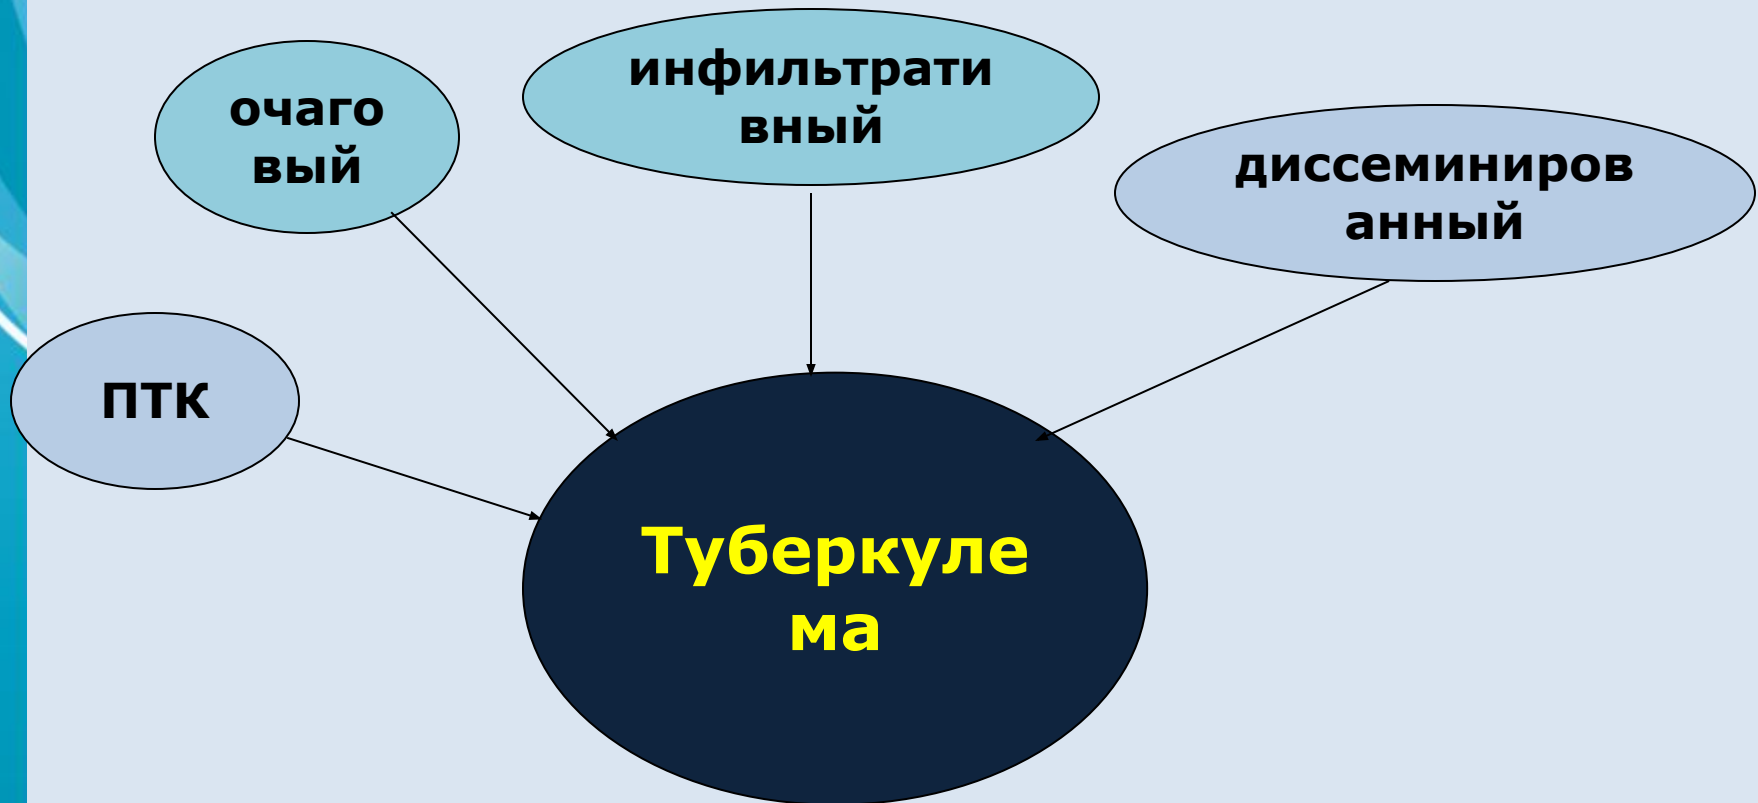 очаго
вый
инфильтрати
вный
диссеминиров
анный
ПТК
Туберкуле
ма